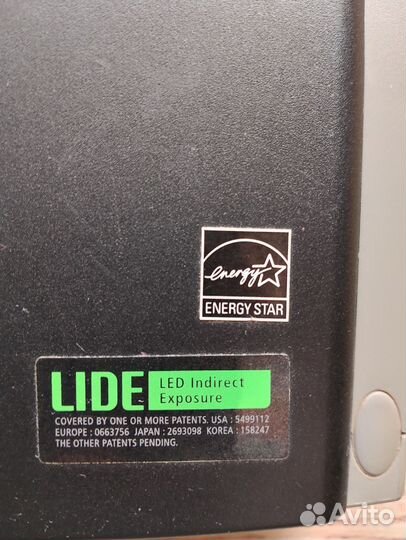 energy
ENERGY STAR
LIDE
LED Indirect
Exposure
COVERED BY ONE OR MORE PATENTS. USA : 5499112
EUROPE : 0663756 JAPAN : 2693098 KOREA : 158247
THE OTHER PATENTS PENDING.
Avito